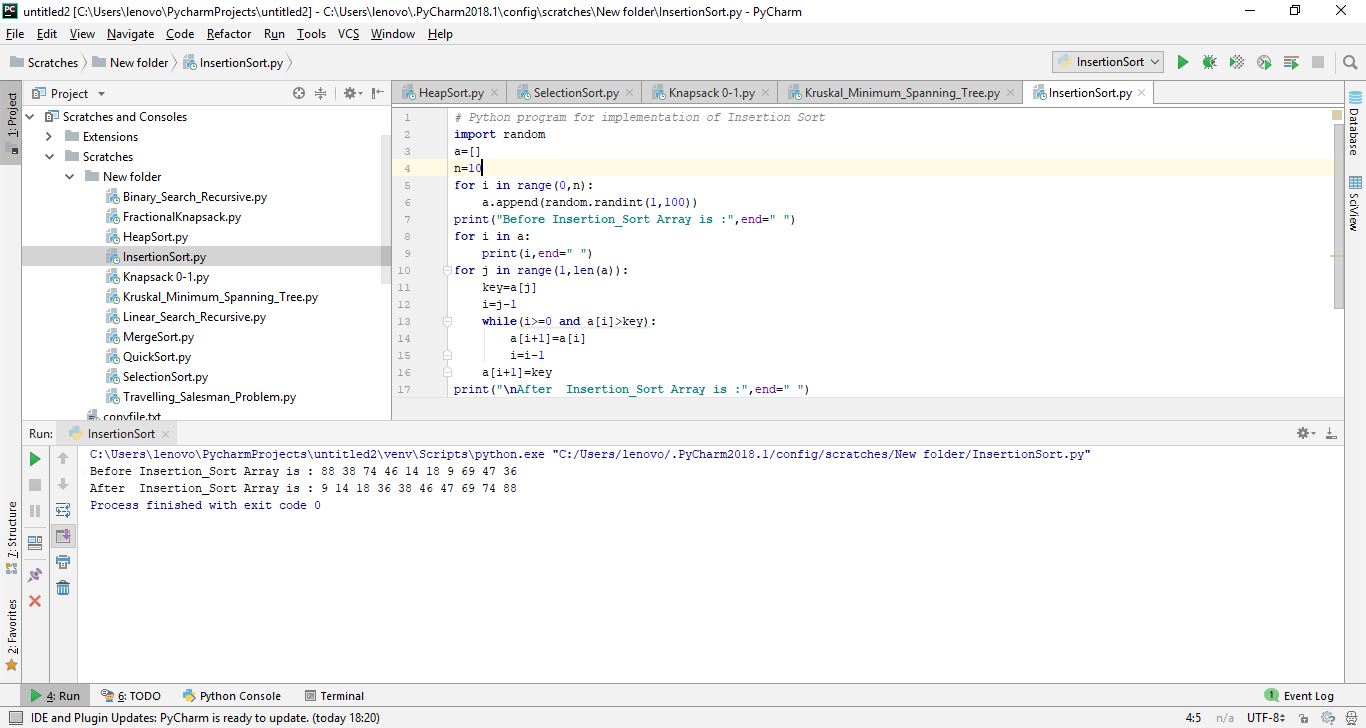 untitled2 [C:\Users\lenovo\PycharmProjects\untitled2] - C:\Users\lenovo\.PyCharm2018.1\config\scratches\New folder\InsertionSort.py - PyCharm
File Edit View Navigate Code Refactor Run Tools VCS Window Help
Scratches New folder InsertionSort.py InsertionSort
1: Project
Project
Scratches and Consoles
Extensions
Scratches
New folder
Binary_Search_Recursive.py
FractionalKnapsack.py
HeapSort.py
InsertionSort.py
Knapsack 0-1.py
Kruskal_Minimum_Spanning_Tree.py
Linear_Search_Recursive.py
MergeSort.py
QuickSort.py
SelectionSort.py
Travelling_Salesman_Problem.py
copyfile.txt
HeapSort.py SelectionSort.py Knapsack 0-1.py Kruskal_Minimum_Spanning_Tree.py InsertionSort.py
1 # Python program for implementation of Insertion Sort
2 import random
3 a=[]
4 n=10
5 for i in range(0,n):
6 a.append(random.randint(1,100))
7 print("Before Insertion_Sort Array is :",end=" ")
8 for i in a:
9 print(i,end=" ")
10 for j in range(1,len(a)):
11 key=a[j]
12 i=j-1
13 while(i>=0 and a[i]>key):
14 a[i+1]=a[i]
15 i=i-1
16 a[i+1]=key
17 print("\nAfter  Insertion_Sort Array is :",end=" ")
Database
SciView
Run: InsertionSort
C:\Users\lenovo\PycharmProjects\untitled2\venv\Scripts\python.exe "C:/Users/lenovo/.PyCharm2018.1/config/scratches/New folder/InsertionSort.py"
Before Insertion_Sort Array is : 88 38 74 46 14 18 9 69 47 36
After  Insertion_Sort Array is : 9 14 18 36 38 46 47 69 74 88
Process finished with exit code 0
7: Structure
2: Favorites
4: Run 6: TODO Python Console Terminal 1 Event Log
IDE and Plugin Updates: PyCharm is ready to update. (today 18:20) 4:5 n/a UTF-8